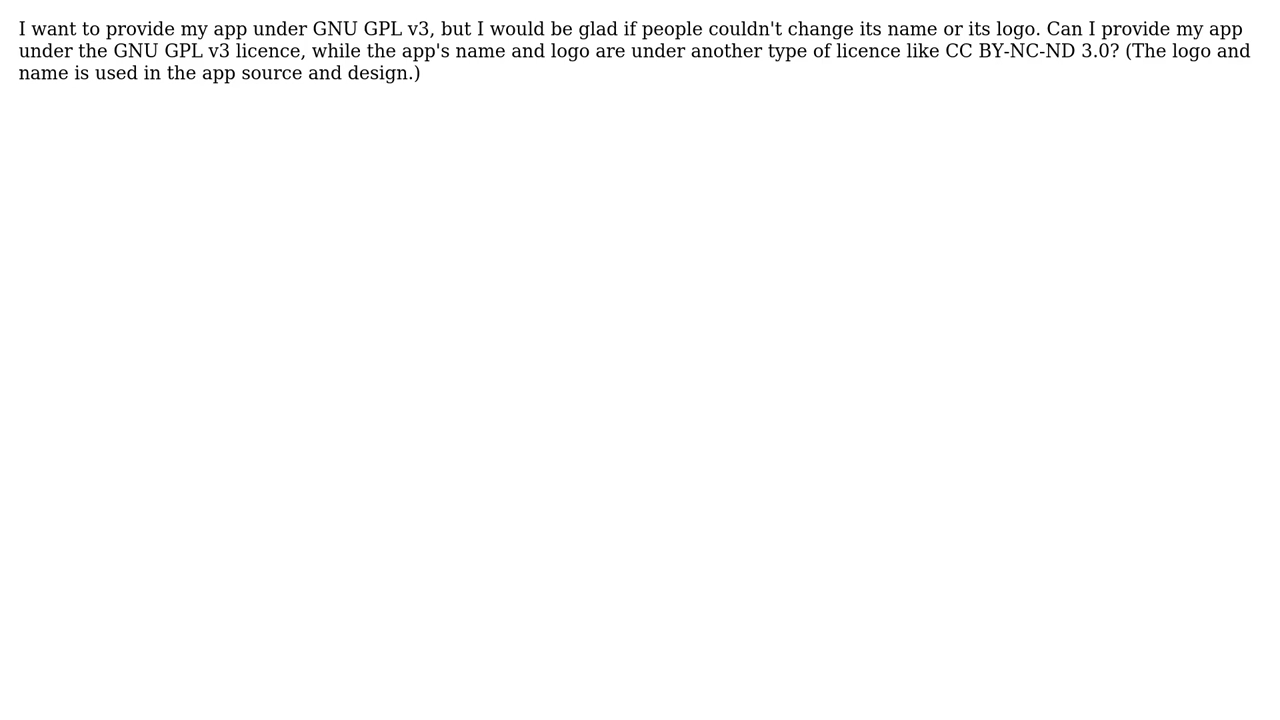 I want to provide my app under GNU GPL v3, but I would be glad if people couldn't change its name or its logo. Can I provide my app
under the GNU GPL v3 licence, while the app's name and logo are under another type of licence like CC BY-NC-ND 3.0? (The logo and
name is used in the app source and design.)